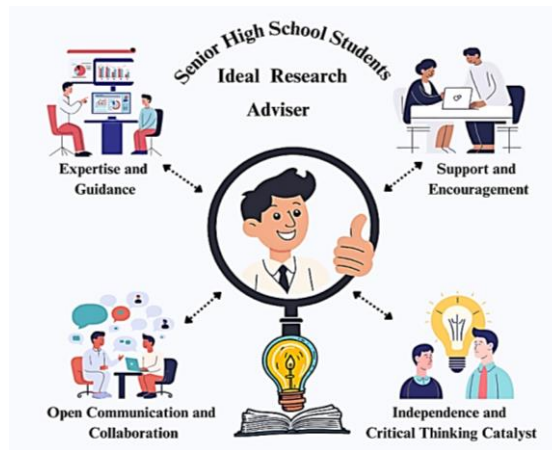 Senior High School Students
Ideal Research
Adviser
Expertise and
Guidance
Support and
Encouragement
Open Communication and
Collaboration
Independence and
Critical Thinking Catalyst